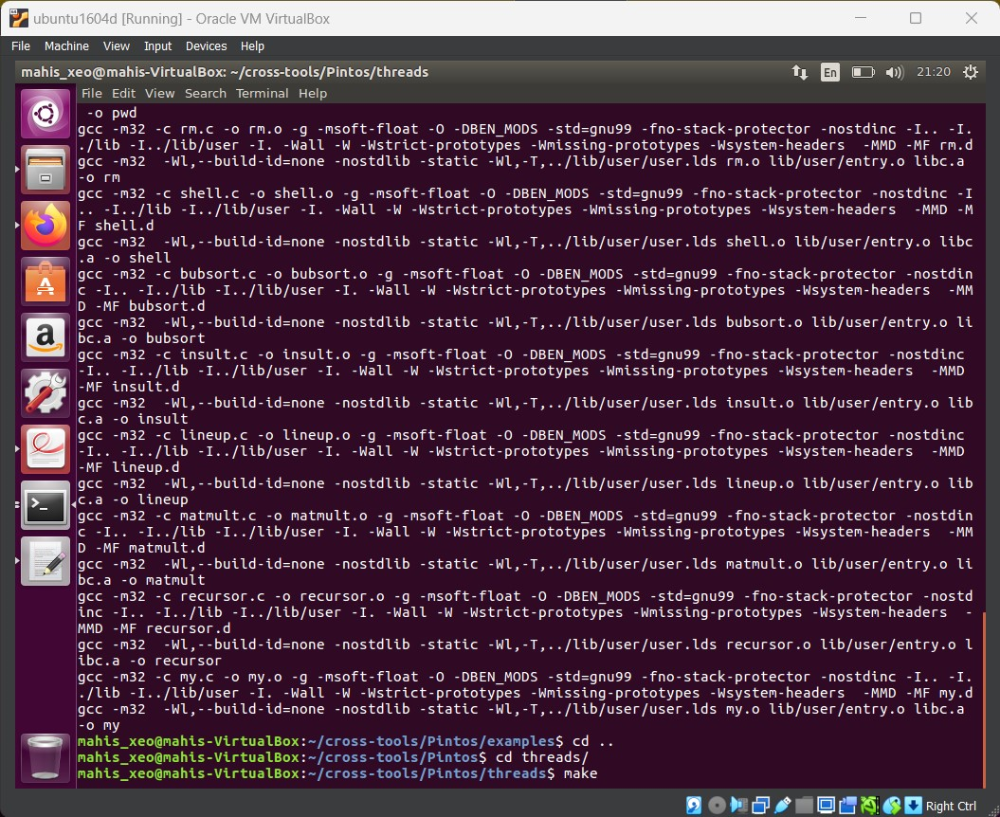 ubuntu1604d [Running] - Oracle VM VirtualBox
File Machine View Input Devices Help
mahis_xeo@mahis-VirtualBox: ~/cross-tools/Pintos/threads En 21:20
File Edit View Search Terminal Help
-o pwd
gcc -m32 -c rm.c -o rm.o -g -msoft-float -O -DBEN_MODS -std=gnu99 -fno-stack-protector -nostdinc -I.. -I.
./lib -I../lib/user -I. -Wall -W -Wstrict-prototypes -Wmissing-prototypes -Wsystem-headers  -MMD -MF rm.d
gcc -m32  -Wl,--build-id=none -nostdlib -static -Wl,-T,../lib/user/user.lds rm.o lib/user/entry.o libc.a
-o rm
gcc -m32 -c shell.c -o shell.o -g -msoft-float -O -DBEN_MODS -std=gnu99 -fno-stack-protector -nostdinc -I
.. -I../lib -I../lib/user -I. -Wall -W -Wstrict-prototypes -Wmissing-prototypes -Wsystem-headers  -MMD -M
F shell.d
gcc -m32  -Wl,--build-id=none -nostdlib -static -Wl,-T,../lib/user/user.lds shell.o lib/user/entry.o libc
.a -o shell
gcc -m32 -c bubsort.c -o bubsort.o -g -msoft-float -O -DBEN_MODS -std=gnu99 -fno-stack-protector -nostdin
c -I.. -I../lib -I../lib/user -I. -Wall -W -Wstrict-prototypes -Wmissing-prototypes -Wsystem-headers  -MM
D -MF bubsort.d
gcc -m32  -Wl,--build-id=none -nostdlib -static -Wl,-T,../lib/user/user.lds bubsort.o lib/user/entry.o li
bc.a -o bubsort
gcc -m32 -c insult.c -o insult.o -g -msoft-float -O -DBEN_MODS -std=gnu99 -fno-stack-protector -nostdinc
-I.. -I../lib -I../lib/user -I. -Wall -W -Wstrict-prototypes -Wmissing-prototypes -Wsystem-headers  -MMD
-MF insult.d
gcc -m32  -Wl,--build-id=none -nostdlib -static -Wl,-T,../lib/user/user.lds insult.o lib/user/entry.o lib
c.a -o insult
gcc -m32 -c lineup.c -o lineup.o -g -msoft-float -O -DBEN_MODS -std=gnu99 -fno-stack-protector -nostdinc
-I.. -I../lib -I../lib/user -I. -Wall -W -Wstrict-prototypes -Wmissing-prototypes -Wsystem-headers  -MMD
-MF lineup.d
gcc -m32  -Wl,--build-id=none -nostdlib -static -Wl,-T,../lib/user/user.lds lineup.o lib/user/entry.o lib
c.a -o lineup
gcc -m32 -c matmult.c -o matmult.o -g -msoft-float -O -DBEN_MODS -std=gnu99 -fno-stack-protector -nostdin
c -I.. -I../lib -I../lib/user -I. -Wall -W -Wstrict-prototypes -Wmissing-prototypes -Wsystem-headers  -MM
D -MF matmult.d
gcc -m32  -Wl,--build-id=none -nostdlib -static -Wl,-T,../lib/user/user.lds matmult.o lib/user/entry.o li
bc.a -o matmult
gcc -m32 -c recursor.c -o recursor.o -g -msoft-float -O -DBEN_MODS -std=gnu99 -fno-stack-protector -nostd
inc -I.. -I../lib -I../lib/user -I. -Wall -W -Wstrict-prototypes -Wmissing-prototypes -Wsystem-headers  -
MMD -MF recursor.d
gcc -m32  -Wl,--build-id=none -nostdlib -static -Wl,-T,../lib/user/user.lds recursor.o lib/user/entry.o l
ibc.a -o recursor
gcc -m32 -c my.c -o my.o -g -msoft-float -O -DBEN_MODS -std=gnu99 -fno-stack-protector -nostdinc -I.. -I.
./lib -I../lib/user -I. -Wall -W -Wstrict-prototypes -Wmissing-prototypes -Wsystem-headers  -MMD -MF my.d
gcc -m32  -Wl,--build-id=none -nostdlib -static -Wl,-T,../lib/user/user.lds my.o lib/user/entry.o libc.a
-o my
mahis_xeo@mahis-VirtualBox:~/cross-tools/Pintos/examples$ cd ..
mahis_xeo@mahis-VirtualBox:~/cross-tools/Pintos$ cd threads/
mahis_xeo@mahis-VirtualBox:~/cross-tools/Pintos/threads$ make
Right Ctrl